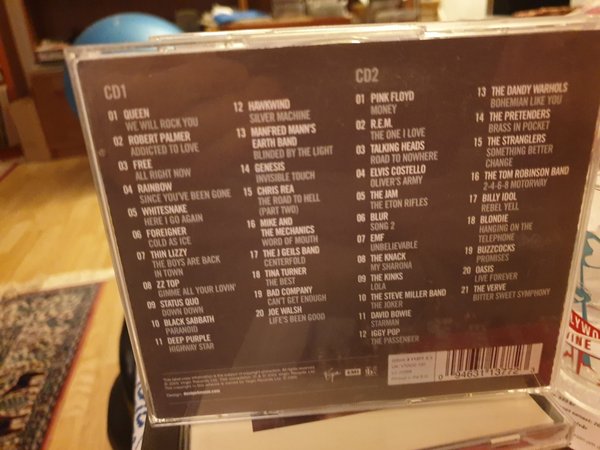 CD1
01 QUEEN
WE WILL ROCK YOU
02 ROBERT PALMER
ADDICTED TO LOVE
03 FREE
ALL RIGHT NOW
04 RAINBOW
SINCE YOU'VE BEEN GONE
05 WHITESNAKE
HERE I GO AGAIN
06 FOREIGNER
COLD AS ICE
07 THIN LIZZY
THE BOYS ARE BACK
IN TOWN
08 ZZ TOP
GIMME ALL YOUR LOVIN'
09 STATUS QUO
DOWN DOWN
10 BLACK SABBATH
PARANOID
11 DEEP PURPLE
HIGHWAY STAR
12 HAWKWIND
SILVER MACHINE
13 MANFRED MANN'S
EARTH BAND
BLINDED BY THE LIGHT
14 GENESIS
INVISIBLE TOUCH
15 CHRIS REA
THE ROAD TO HELL
(PART TWO)
16 MIKE AND
THE MECHANICS
WORD OF MOUTH
17 THE J GEILS BAND
CENTERFOLD
18 TINA TURNER
THE BEST
19 BAD COMPANY
CAN'T GET ENOUGH
20 JOE WALSH
LIFE'S BEEN GOOD
CD2
01 PINK FLOYD
MONEY
02 R.E.M.
THE ONE I LOVE
03 TALKING HEADS
ROAD TO NOWHERE
04 ELVIS COSTELLO
OLIVER'S ARMY
05 THE JAM
THE ETON RIFLES
06 BLUR
SONG 2
07 EMF
UNBELIEVABLE
08 THE KNACK
MY SHARONA
09 THE KINKS
LOLA
10 THE STEVE MILLER BAND
THE JOKER
11 DAVID BOWIE
STARMAN
12 IGGY POP
THE PASSENGER
13 THE DANDY WARHOLS
BOHEMIAN LIKE YOU
14 THE PRETENDERS
BRASS IN POCKET
15 THE STRANGLERS
SOMETHING BETTER
CHANGE
16 THE TOM ROBINSON BAND
2-4-6-8 MOTORWAY
17 BILLY IDOL
REBEL YELL
18 BLONDIE
HANGING ON THE
TELEPHONE
19 BUZZCOCKS
PROMISES
20 OASIS
LIVE FOREVER
21 THE VERVE
BITTER SWEET SYMPHONY
EMI
0 94631 13772